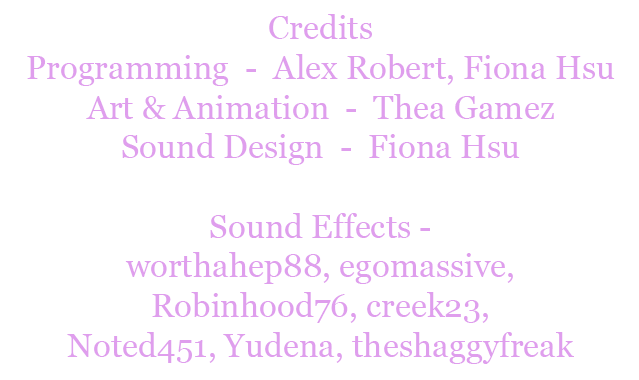 Credits
Programming - Alex Robert, Fiona Hsu
Art & Animation - Thea Gamez
Sound Design - Fiona Hsu
Sound Effects -
worthahep88, egomassive,
Robinhood76, creek23,
Noted451, Yudena, theshaggyfreak